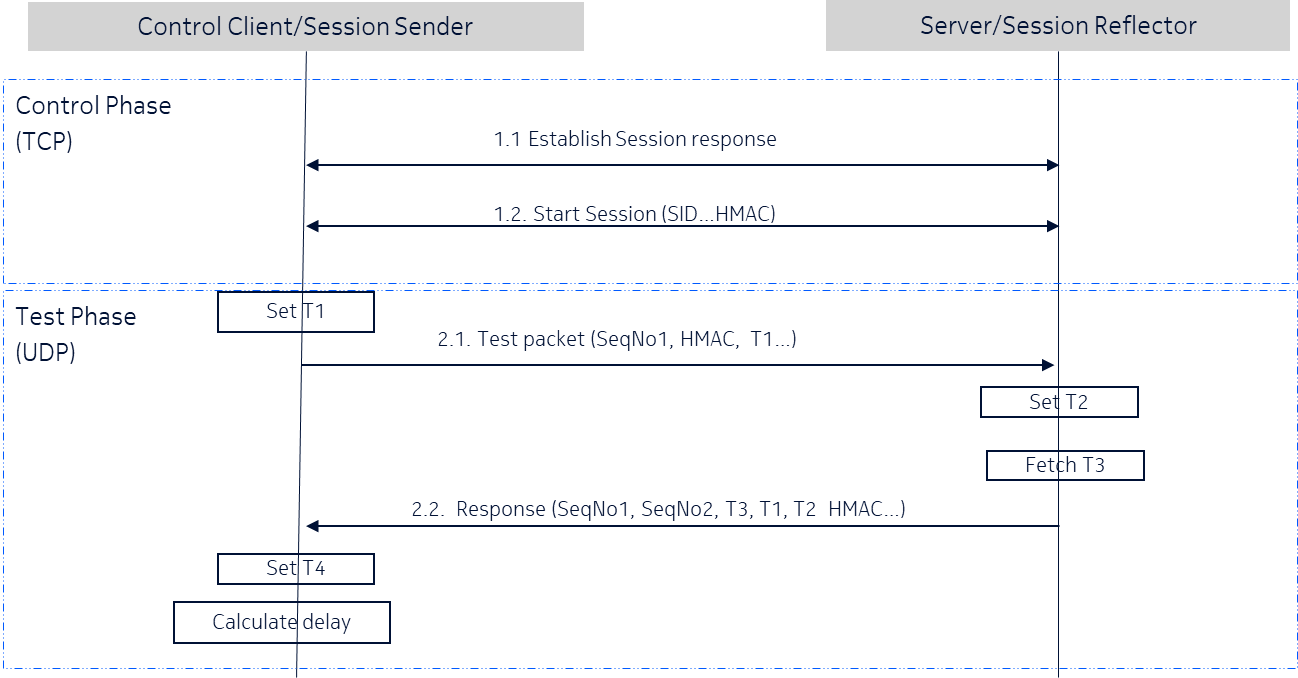 Control Client/Session Sender
Server/Session Reflector
Control Phase
(TCP)
1.1 Establish Session response
1.2. Start Session (SID...HMAC)
Test Phase
(UDP)
Set T1
2.1. Test packet (SeqNo1, HMAC, T1...)
Set T2
Fetch T3
2.2. Response (SeqNo1, SeqNo2, T3, T1, T2 HMAC...)
Set T4
Calculate delay